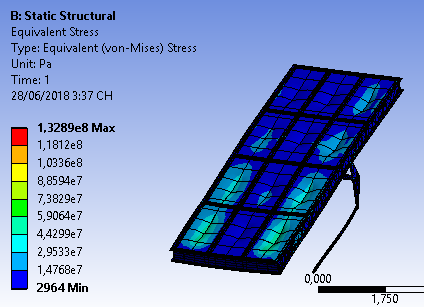 B: Static Structural
Equivalent Stress
Type: Equivalent (von-Mises) Stress
Unit: Pa
Time: 1
28/06/2018 3:37 CH
1,3289e8 Max
1,1812e8
1,0336e8
8,8594e7
7,3829e7
5,9064e7
4,4299e7
2,9533e7
1,4768e7
2964 Min
0,000
1,750